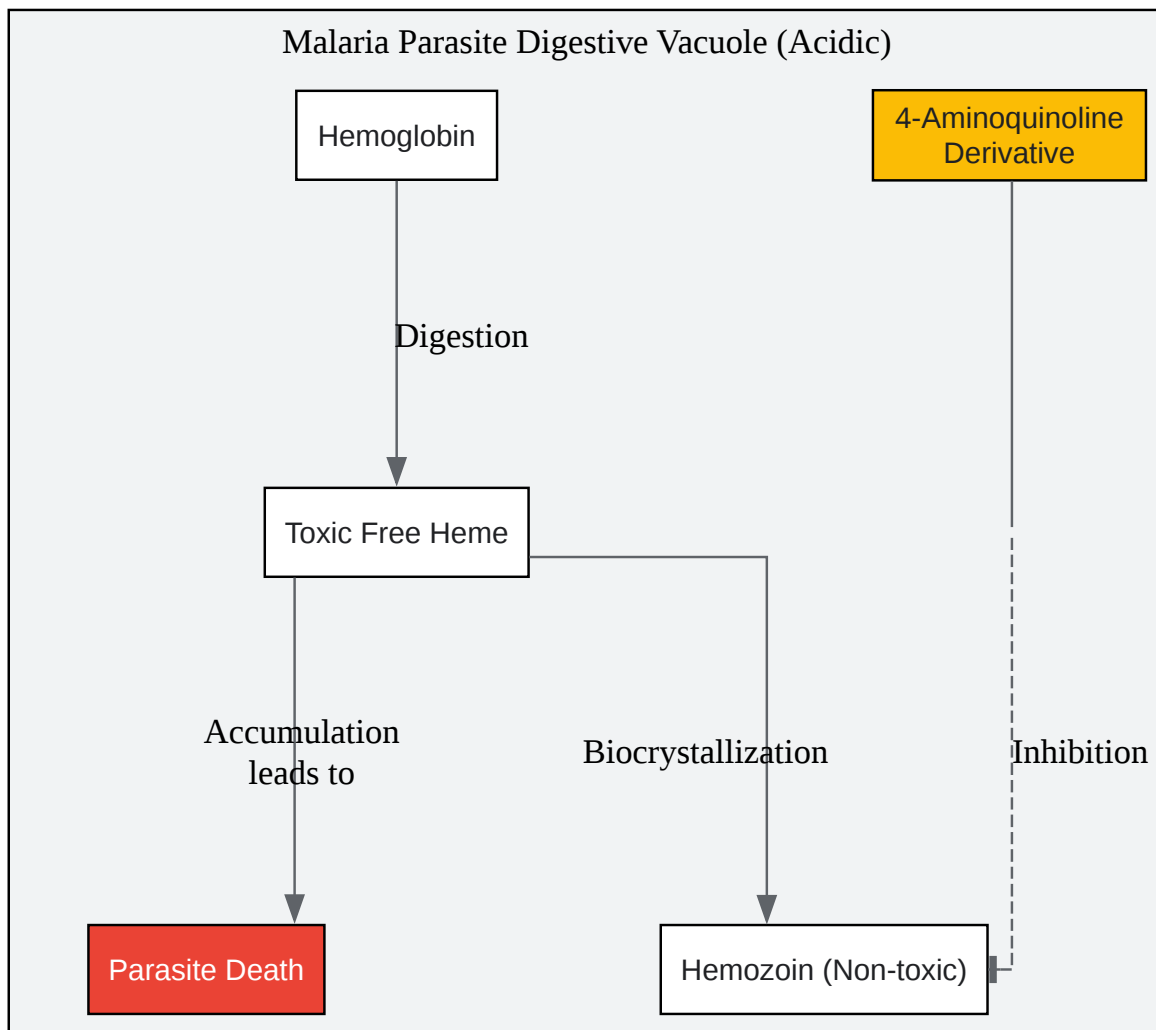 Malaria Parasite Digestive Vacuole (Acidic)
Hemoglobin
4-Aminoquinoline
Derivative
Digestion
Toxic Free Heme
Accumulation
leads to
Biocrystallization
Inhibition
Parasite Death
Hemozoin (Non-toxic)